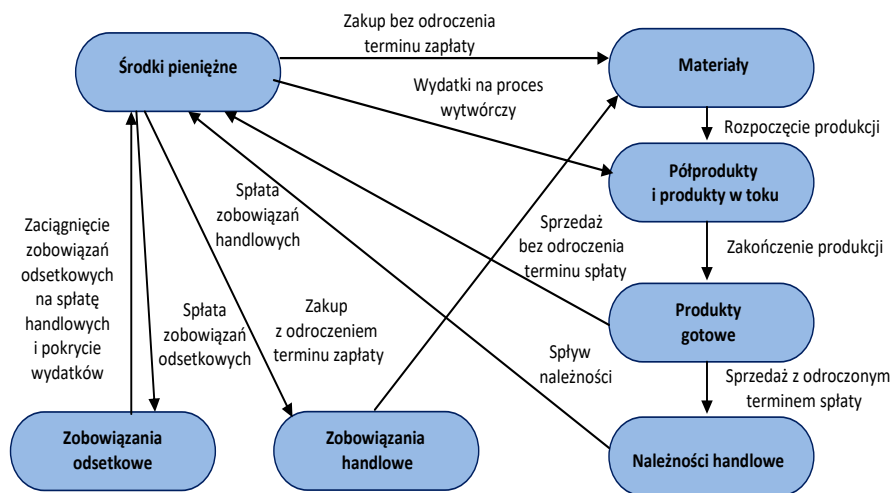 Zakup bez odroczenia
terminu zapłaty
Środki pieniężne
Materiały
Wydatki na proces
wytwórczy
Rozpoczęcie produkcji
Półprodukty
i produkty w toku
Spłata
zobowiązań
handlowych
Zaciągnięcie
zobowiązań
odsetkowych
na spłatę
handlowych
i pokrycie
wydatków
Sprzedaż
bez odroczenia
terminu spłaty
Zakończenie produkcji
Produkty
gotowe
Spłata
zobowiązań
odsetkowych
Zakup
z odroczeniem
terminu zapłaty
Spływ
należności
Sprzedaż z odroczonym
terminem spłaty
Zobowiązania
odsetkowe
Zobowiązania
handlowe
Należności handlowe